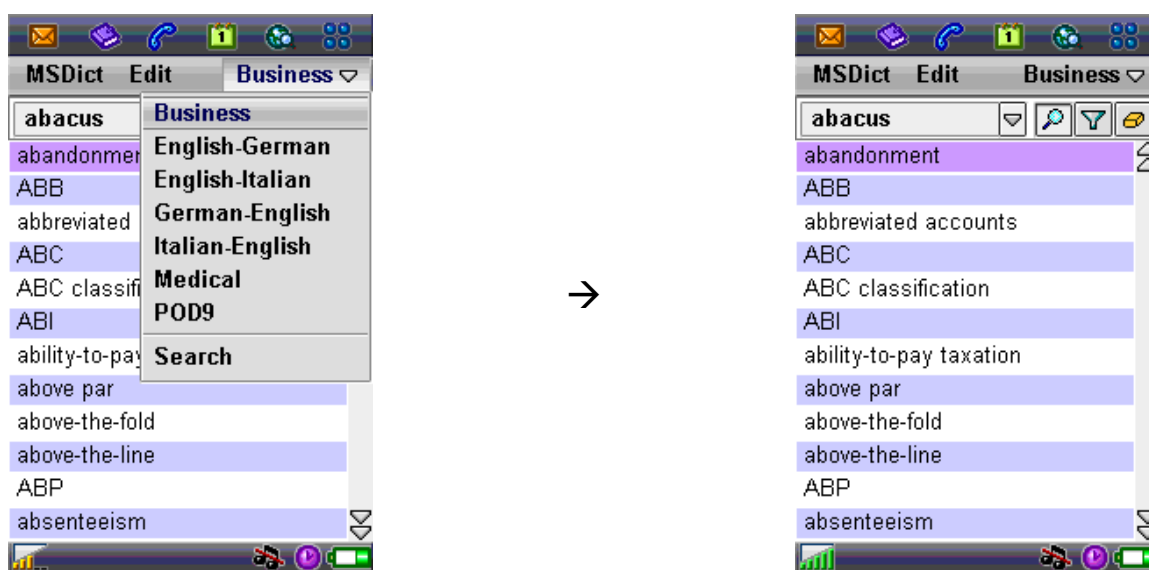 1
MSDict Edit Business
abacus
Business
English-German
English-Italian
German-English
Italian-English
Medical
POD9
Search
abandonmen
ABB
abbreviated
ABC
ABC classifi
ABI
ability-to-pay
above par
above-the-fold
above-the-line
ABP
absenteeism
→
1
MSDict Edit Business
abacus
abandonment
ABB
abbreviated accounts
ABC
ABC classification
ABI
ability-to-pay taxation
above par
above-the-fold
above-the-line
ABP
absenteeism